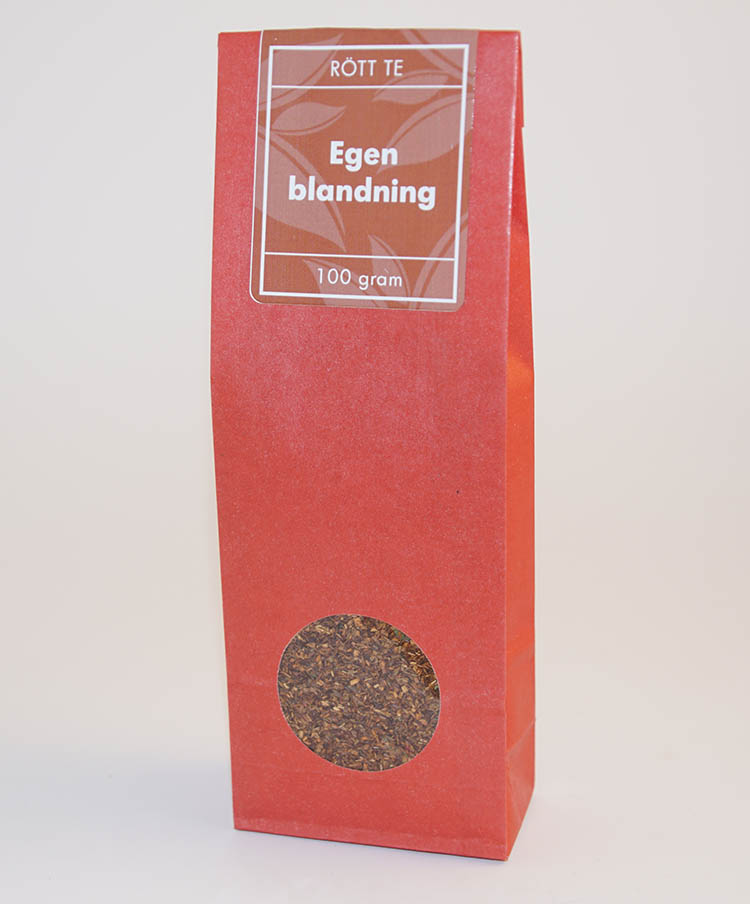 RÖTT TE
Egen
blandning
100 gram